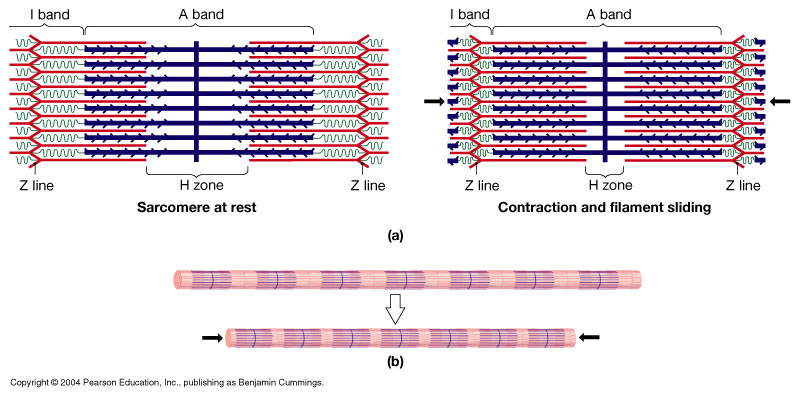 I band
A band
I band
A band
Z line
H zone
Z line
Z line
H zone
Z line
Sarcomere at rest
Contraction and filament sliding
(a)
(b)
Copyright © 2004 Pearson Education, Inc., publishing as Benjamin Cummings.